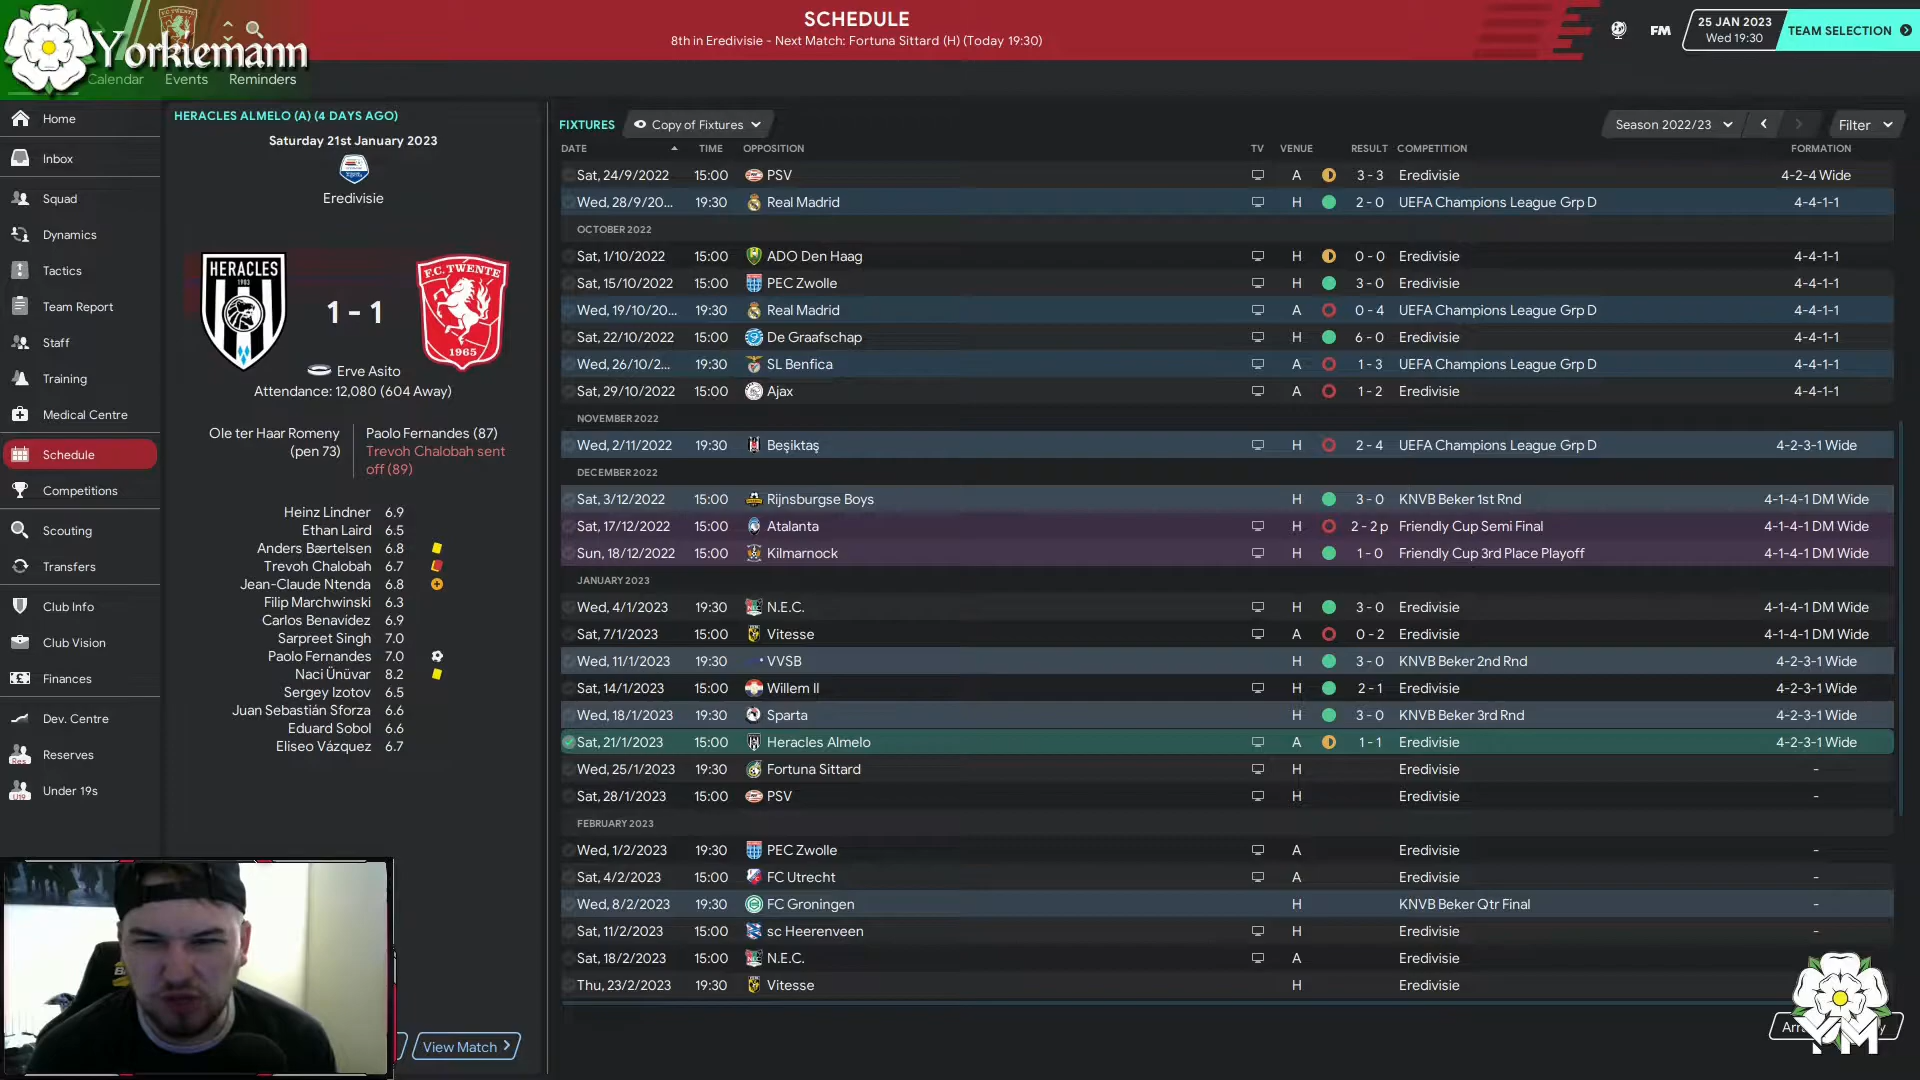 Yorkiemann
SCHEDULE
8th in Eredivisie - Next Match: Fortuna Sittard (H) (Today 19:30)
FM
25 JAN 2023
Wed 19:30
TEAM SELECTION
Calendar Events Reminders
Home
Inbox
Squad
Dynamics
Tactics
Team Report
Staff
Training
Medical Centre
Schedule
Competitions
Scouting
Transfers
Club Info
Club Vision
Finances
Dev. Centre
Reserves
Under 19s
HERACLES ALMELO (A) (4 DAYS AGO)
Saturday 21st January 2023
Eredivisie
HERACLES
1903
1 - 1
F.C. TWENTE
1965
Erve Asito
Attendance: 12,080 (604 Away)
Ole ter Haar Romeny
(pen 73)
Paolo Fernandes (87)
Trevoh Chalobah sent
off (89)
Heinz Lindner 6.9
Ethan Laird 6.5
Anders Bærtelsen 6.8
Trevoh Chalobah 6.7
Jean-Claude Ntenda 6.8
Filip Marchwinski 6.3
Carlos Benavidez 6.9
Sarpreet Singh 7.0
Paolo Fernandes 7.0
Naci Ünüvar 8.2
Sergey Izotov 6.5
Juan Sebastián Sforza 6.6
Eduard Sobol 6.6
Eliseo Vázquez 6.7
View Match
FIXTURES Copy of Fixtures Season 2022/23 Filter
DATE TIME OPPOSITION TV VENUE RESULT COMPETITION FORMATION
Sat, 24/9/2022 15:00 PSV A 3 - 3 Eredivisie 4-2-4 Wide
Wed, 28/9/20... 19:30 Real Madrid H 2 - 0 UEFA Champions League Grp D 4-4-1-1
OCTOBER 2022
Sat, 1/10/2022 15:00 ADO Den Haag H 0 - 0 Eredivisie 4-4-1-1
Sat, 15/10/2022 15:00 PEC Zwolle H 3 - 0 Eredivisie 4-4-1-1
Wed, 19/10/20... 19:30 Real Madrid A 0 - 4 UEFA Champions League Grp D 4-4-1-1
Sat, 22/10/2022 15:00 De Graafschap H 6 - 0 Eredivisie 4-4-1-1
Wed, 26/10/2... 19:30 SL Benfica A 1 - 3 UEFA Champions League Grp D 4-4-1-1
Sat, 29/10/2022 15:00 Ajax A 1 - 2 Eredivisie 4-4-1-1
NOVEMBER 2022
Wed, 2/11/2022 19:30 Beşiktaş H 2 - 4 UEFA Champions League Grp D 4-2-3-1 Wide
DECEMBER 2022
Sat, 3/12/2022 15:00 Rijnsburgse Boys H 3 - 0 KNVB Beker 1st Rnd 4-1-4-1 DM Wide
Sat, 17/12/2022 15:00 Atalanta H 2 - 2 p Friendly Cup Semi Final 4-1-4-1 DM Wide
Sun, 18/12/2022 15:00 Kilmarnock H 1 - 0 Friendly Cup 3rd Place Playoff 4-1-4-1 DM Wide
JANUARY 2023
Wed, 4/1/2023 19:30 N.E.C. H 3 - 0 Eredivisie 4-1-4-1 DM Wide
Sat, 7/1/2023 15:00 Vitesse A 0 - 2 Eredivisie 4-1-4-1 DM Wide
Wed, 11/1/2023 19:30 VVSB H 3 - 0 KNVB Beker 2nd Rnd 4-2-3-1 Wide
Sat, 14/1/2023 15:00 Willem II H 2 - 1 Eredivisie 4-2-3-1 Wide
Wed, 18/1/2023 19:30 Sparta H 3 - 0 KNVB Beker 3rd Rnd 4-2-3-1 Wide
Sat, 21/1/2023 15:00 Heracles Almelo A 1 - 1 Eredivisie 4-2-3-1 Wide
Wed, 25/1/2023 19:30 Fortuna Sittard H Eredivisie -
Sat, 28/1/2023 15:00 PSV H Eredivisie -
FEBRUARY 2023
Wed, 1/2/2023 19:30 PEC Zwolle A Eredivisie -
Sat, 4/2/2023 15:00 FC Utrecht A Eredivisie -
Wed, 8/2/2023 19:30 FC Groningen H KNVB Beker Qtr Final -
Sat, 11/2/2023 15:00 sc Heerenveen H Eredivisie -
Sat, 18/2/2023 15:00 N.E.C. A Eredivisie -
Thu, 23/2/2023 19:30 Vitesse H Eredivisie
YM